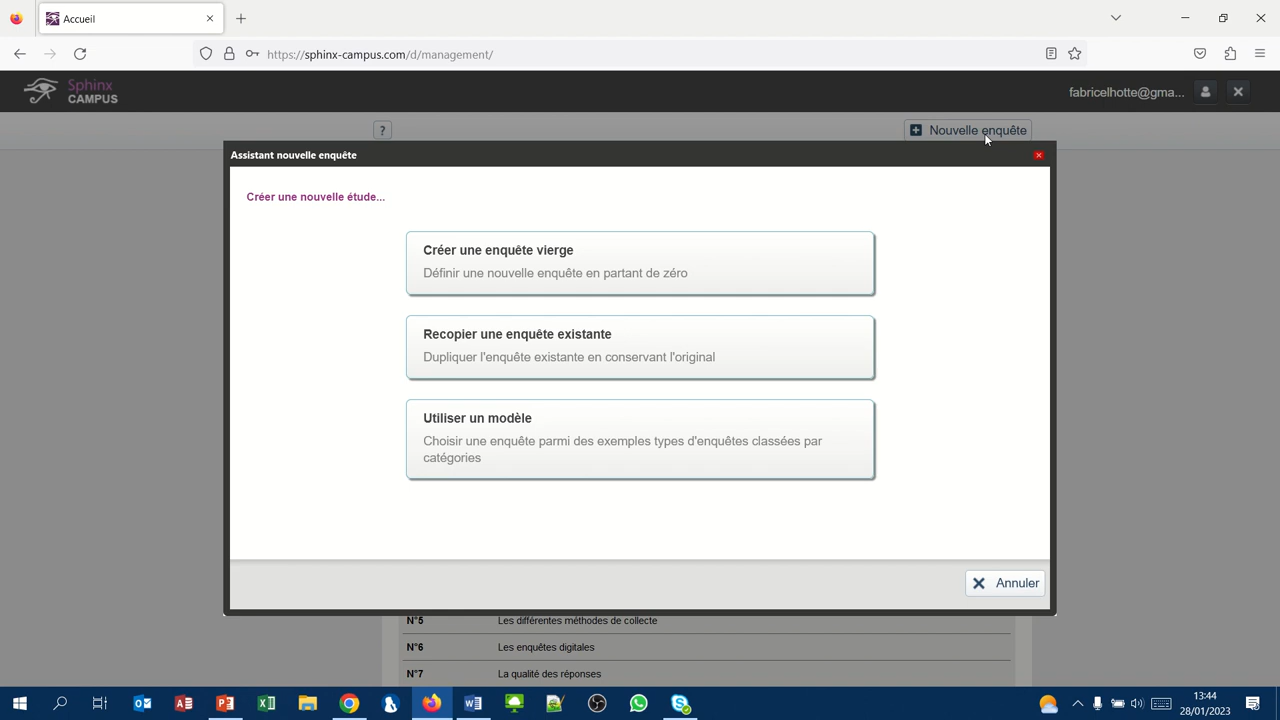 Accueil
https://sphinx-campus.com/d/management/
Sphinx
CAMPUS
fabricelhotte@gma...
?
Nouvelle enquête
Assistant nouvelle enquête
Créer une nouvelle étude...
Créer une enquête vierge
Définir une nouvelle enquête en partant de zéro
Recopier une enquête existante
Dupliquer l'enquête existante en conservant l'original
Utiliser un modèle
Choisir une enquête parmi des exemples types d'enquêtes classées par
catégories
Annuler
N°5 Les différentes méthodes de collecte
N°6 Les enquêtes digitales
N°7 La qualité des réponses
13:44
28/01/2023